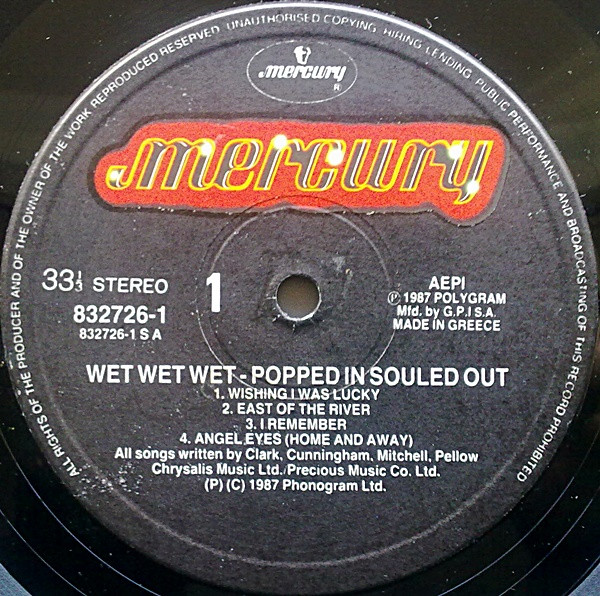 ALL RIGHTS OF THE PRODUCER AND OF THE OWNER OF THE WORK REPRODUCED RESERVED. UNAUTHORISED COPYING, HIRING, LENDING, PUBLIC PERFORMANCE AND BROADCASTING OF THIS RECORD PROHIBITED
mercury
R
mercury
33⅓ STEREO
832726-1
832726-1 S A
1
AEPI
℗ 1987 POLYGRAM
Mfd. by G.P.I S.A.
MADE IN GREECE
WET WET WET - POPPED IN SOULED OUT
1. WISHING I WAS LUCKY
2. EAST OF THE RIVER
3. I REMEMBER
4. ANGEL EYES (HOME AND AWAY)
All songs written by Clark, Cunningham, Mitchell, Pellow
Chrysalis Music Ltd./Precious Music Co. Ltd.
(P) (C) 1987 Phonogram Ltd.